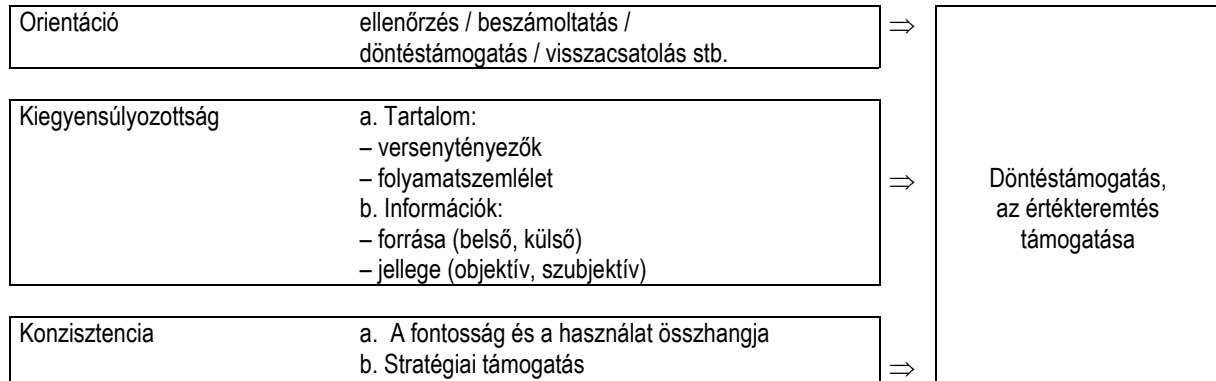 Orientáció
ellenőrzés / beszámoltatás /
döntéstámogatás / visszacsatolás stb.
⇒
Kiegyensúlyozottság
a. Tartalom:
– versenytényezők
– folyamatszemlélet
b. Információk:
– forrása (belső, külső)
– jellege (objektív, szubjektív)
⇒
Konzisztencia
a. A fontosság és a használat összhangja
b. Stratégiai támogatás
⇒
Döntéstámogatás,
az értékteremtés
támogatása